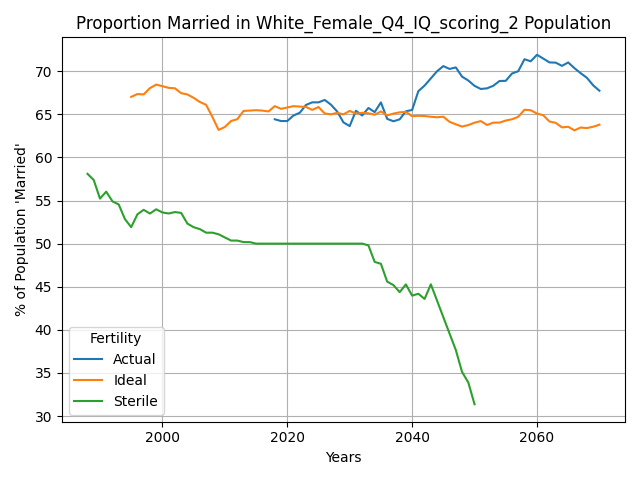 Proportion Married in White_Female_Q4_IQ_scoring_2 Population
% of Population 'Married'
70
65
60
55
50
45
40
35
30
Fertility
Actual
Ideal
Sterile
2000 2020 2040 2060
Years